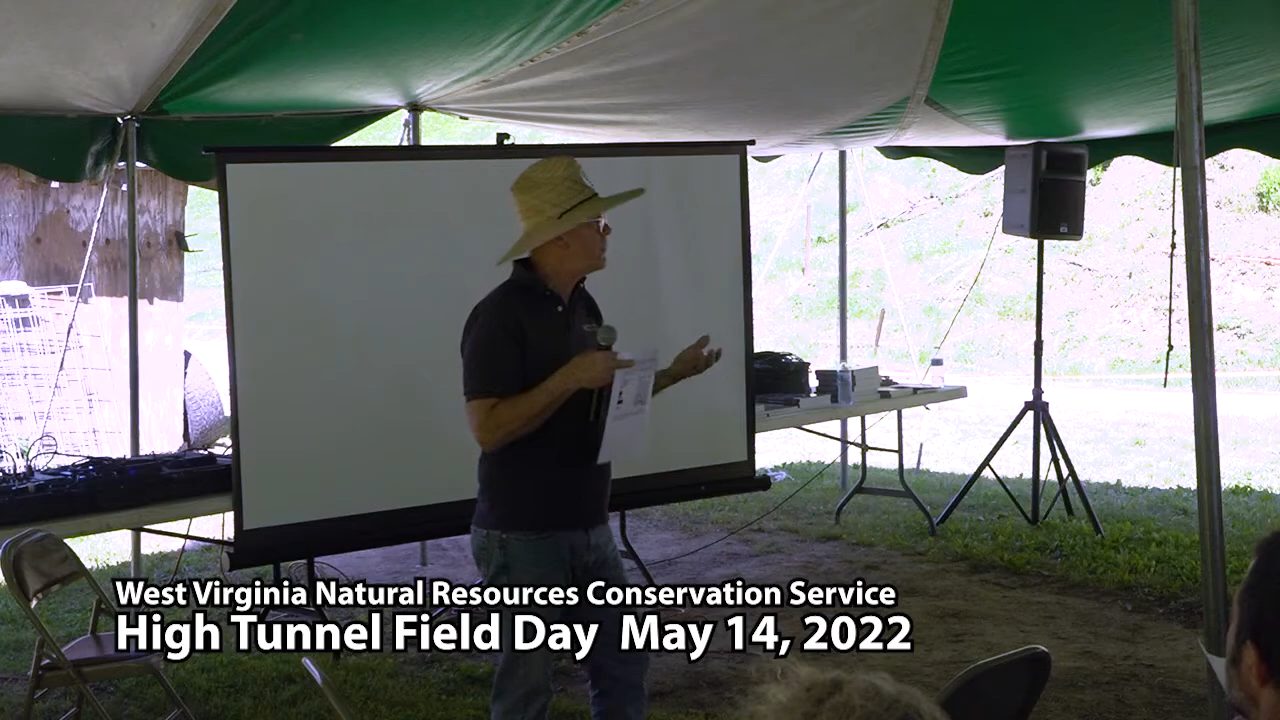 West Virginia Natural Resources Conservation Service
High Tunnel Field Day  May 14, 2022